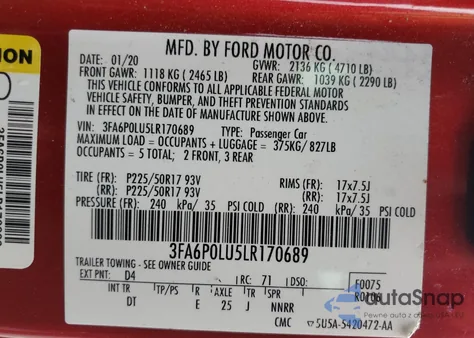 MFD. BY FORD MOTOR CO.
01/20 GVWR: 2136 KG (4710 LB)
FRONT GAWR: 1118 KG (2465 LB) REAR GAWR: 1039 KG (2290 LB)
THIS VEHICLE CONFORMS TO ALL APPLICABLE FEDERAL MOTOR
VEHICLE SAFETY, BUMPER, AND THEFT PREVENTION STANDARDS
IN EFFECT ON THE DATE OF MANUFACTURE SHOWN ABOVE.
VIN: 3FA6P0LU5LR170689 TYPE: Passenger Car
MAXIMUM LOAD = OCCUPANTS + LUGGAGE = 375KG/ 827LB
OCCUPANTS = 5 TOTAL; 2 FRONT, 3 REAR
TIRE (FR): P225/50R17 93V RIMS (FR): 17x7.5J
(RR): P225/50R17 93V (RR): 17x7.5J
PRESSURE (FR): 240 kPa/ 35 PSI COLD (RR): 240 kPa/ 35 PSI COLD
3FA6P0LU5LR170689
TRAILER TOWING - SEE OWNER GUIDE
EXT PNT: D4 RC: 71 DSO: F0075
R0106
INT TR TP/PS R AXLE TR SPR
DT E 25 J NNRR
CMC 5U5A-5420472-AA
autoSnap
ION